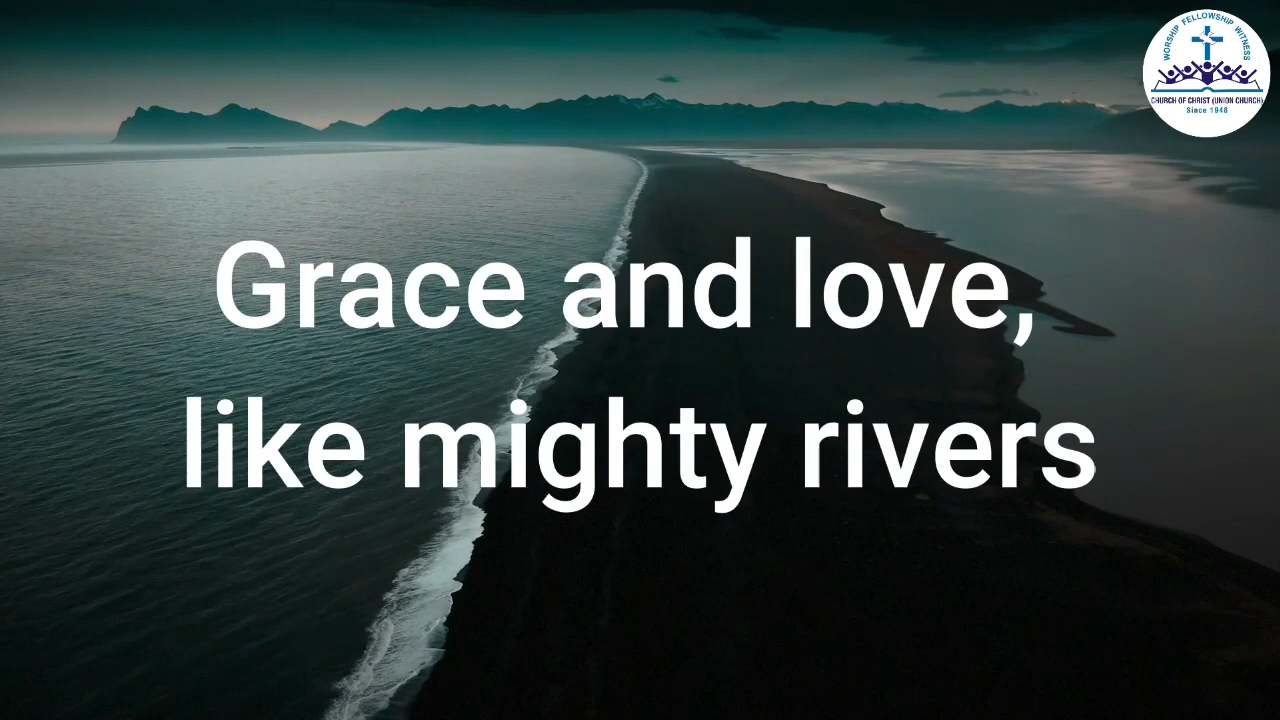 WORSHIP FELLOWSHIP WITNESS
CHURCH OF CHRIST (UNION CHURCH)
Since 1948
Grace and love,
like mighty rivers